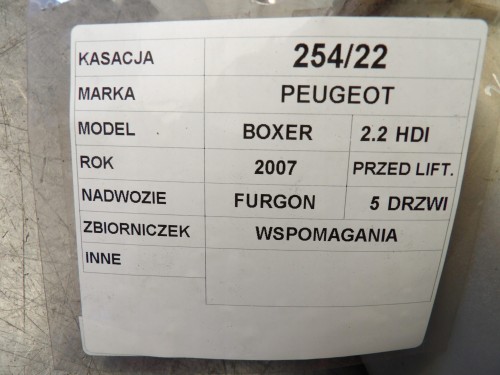 KASACJA 254/22
MARKA PEUGEOT
MODEL BOXER 2.2 HDI
ROK 2007 PRZED LIFT.
NADWOZIE FURGON 5 DRZWI
ZBIORNICZEK WSPOMAGANIA
INNE